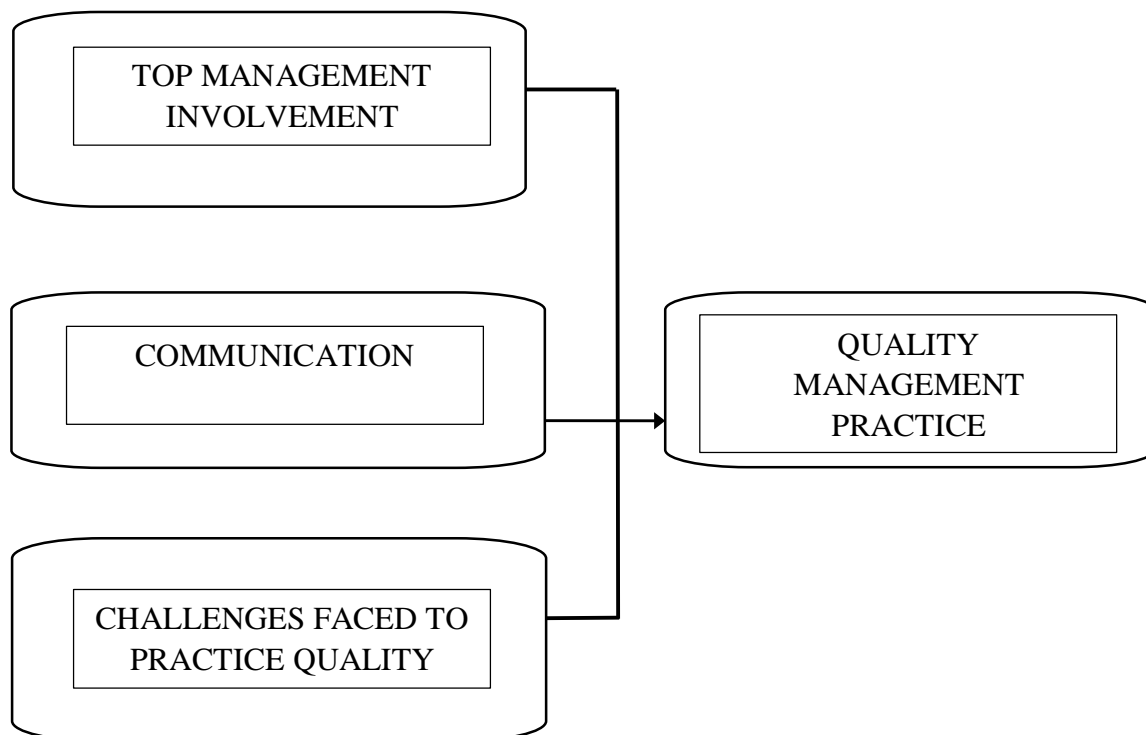 TOP MANAGEMENT
INVOLVEMENT
COMMUNICATION
QUALITY
MANAGEMENT
PRACTICE
CHALLENGES FACED TO
PRACTICE QUALITY